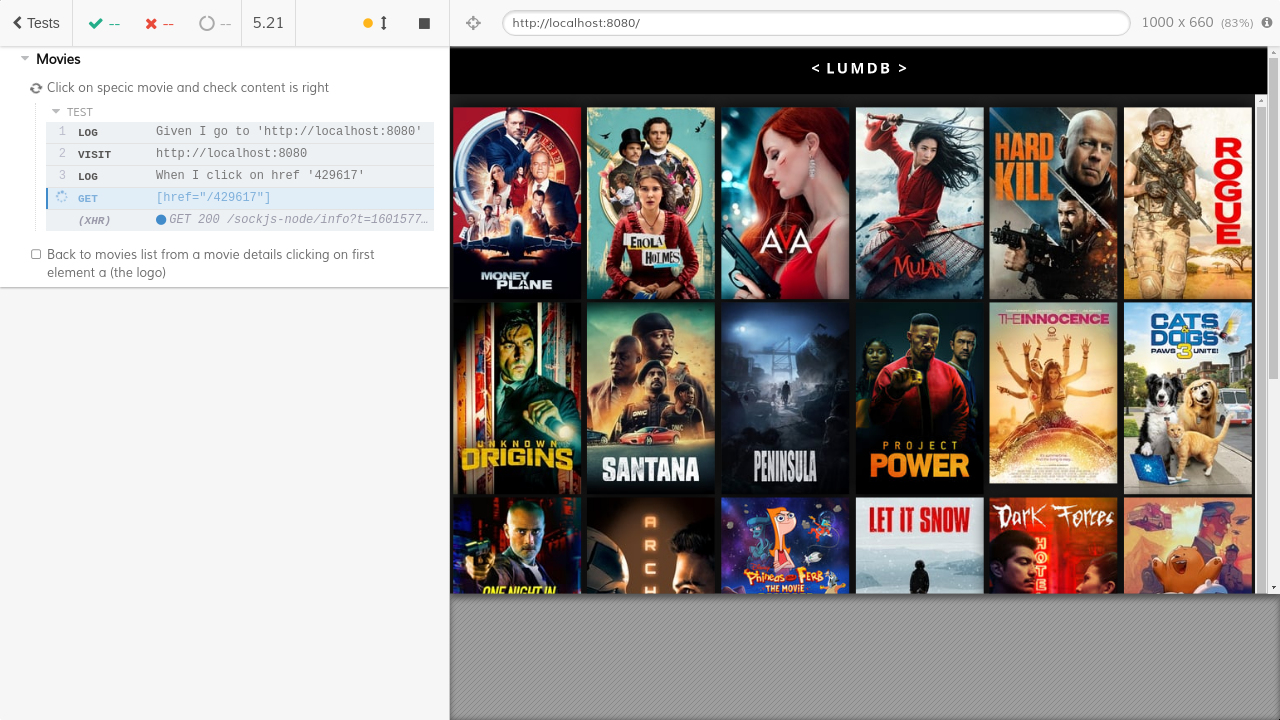 Tests
--
--
--
5.21
http://localhost:8080/
1000 x 660 (83%)
Movies
Click on specic movie and check content is right
TEST
1 LOG Given I go to 'http://localhost:8080'
2 VISIT http://localhost:8080
3 LOG When I click on href '429617'
GET [href="/429617"]
(XHR) GET 200 /sockjs-node/info?t=1601577…
Back to movies list from a movie details clicking on first
element a (the logo)
< LUMDB >
MONEY
PLANE
ENOLA
HOLMES
AVA
MULAN
HARD
KILL
ROGUE
UNKNOWN
ORIGINS
SANTANA
PENINSULA
PROJECT
POWER
THE INNOCENCE
CATS
& DOGS
3
PAWS UNITE!
ONE NIGHT IN
ARCH
PHINEAS AND FERB
THE MOVIE
LET IT SNOW
DARK FORCES
HOTE